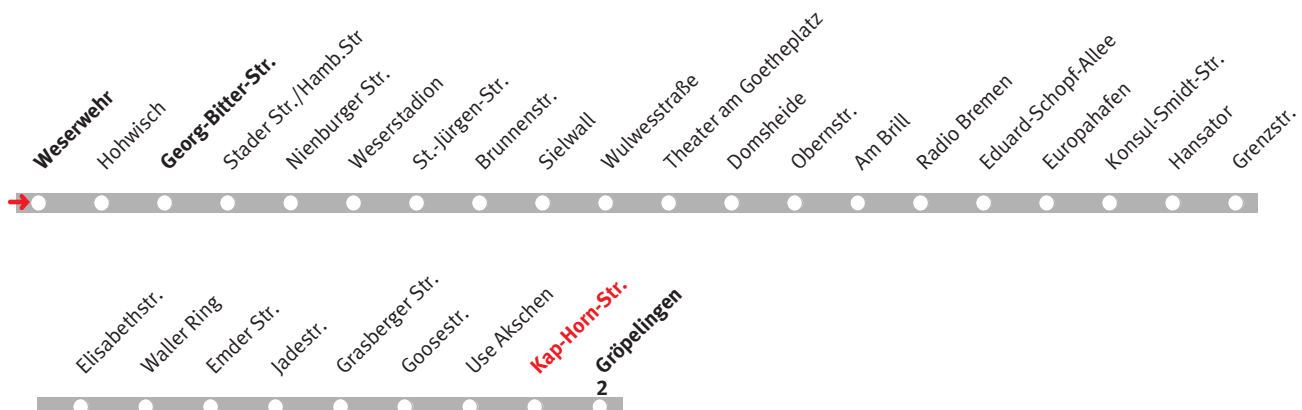 Weserwehr
Hohwisch
Georg-Bitter-Str.
Stader Str./Hamb.Str
Nienburger Str.
Weserstadion
St.-Jürgen-Str.
Brunnenstr.
Sielwall
Wulwesstraße
Theater am Goetheplatz
Domsheide
Obernstr.
Am Brill
Radio Bremen
Eduard-Schopf-Allee
Europahafen
Konsul-Smidt-Str.
Hansator
Grenzstr.
Elisabethstr.
Waller Ring
Emder Str.
Jadestr.
Grasberger Str.
Goosestr.
Use Akschen
Kap-Horn-Str.
Gröpelingen
2